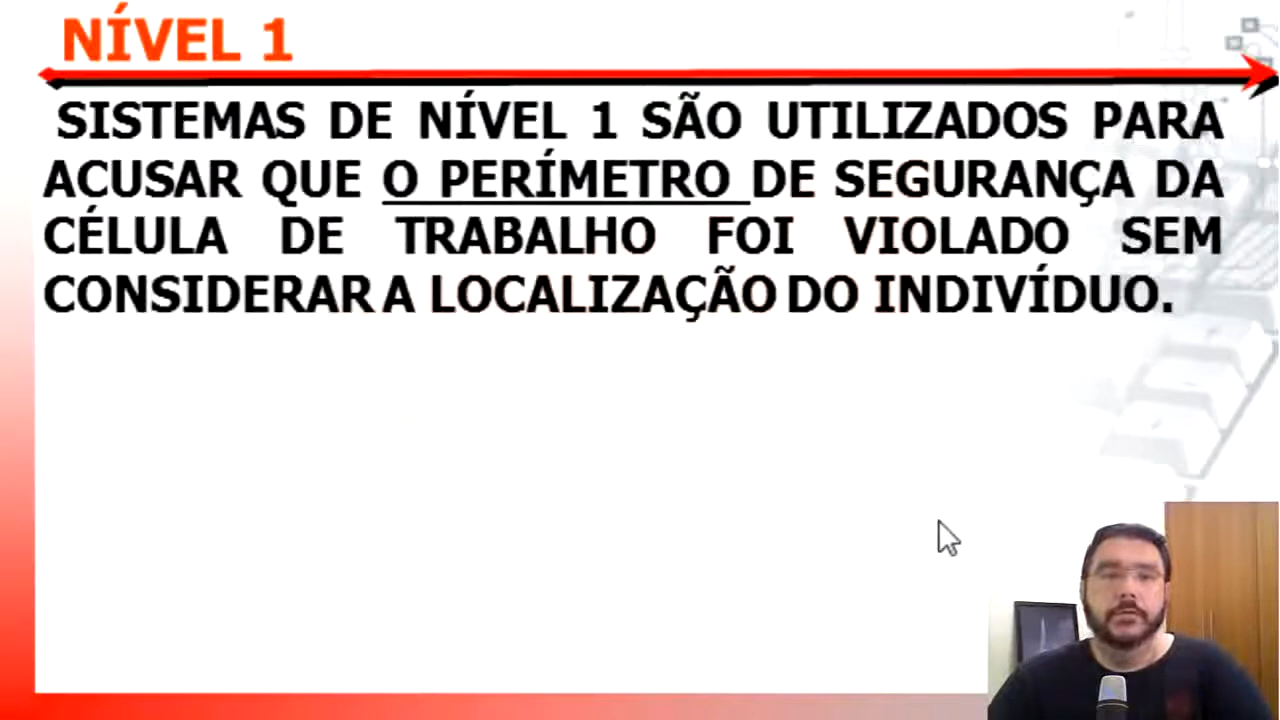 NÍVEL 1
SISTEMAS DE NÍVEL 1 SÃO UTILIZADOS PARA
ACUSAR QUE O PERÍMETRO DE SEGURANÇA DA
CÉLULA DE TRABALHO FOI VIOLADO SEM
CONSIDERAR A LOCALIZAÇÃO DO INDIVÍDUO.